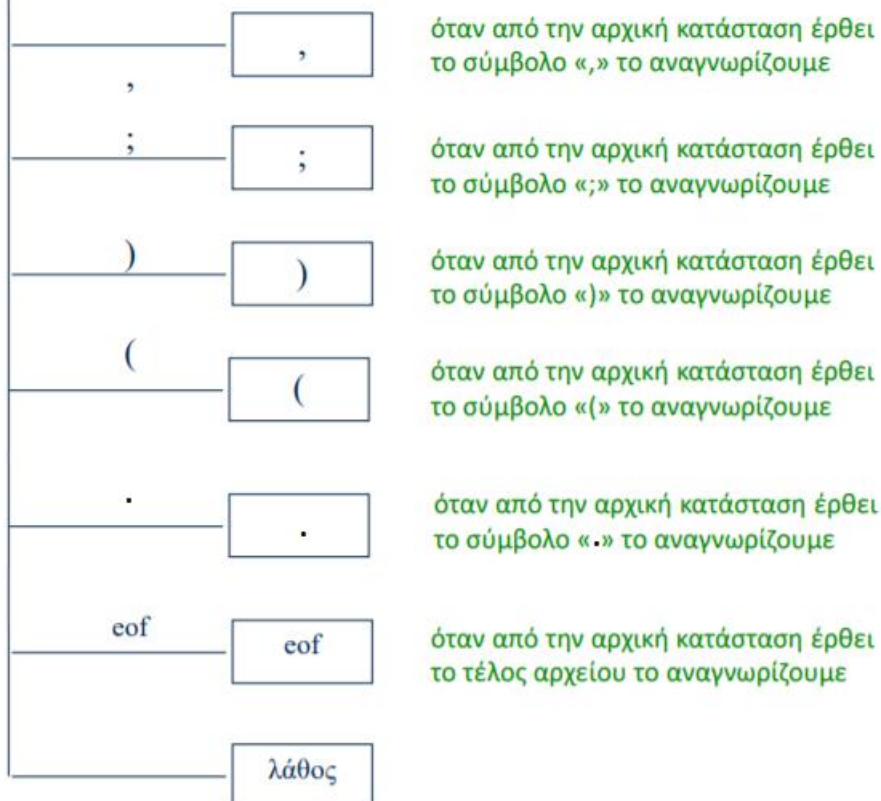 ,
όταν από την αρχική κατάσταση έρθει
το σύμβολο «,» το αναγνωρίζουμε
,
;
;
όταν από την αρχική κατάσταση έρθει
το σύμβολο «;» το αναγνωρίζουμε
)
)
όταν από την αρχική κατάσταση έρθει
το σύμβολο «)» το αναγνωρίζουμε
(
(
όταν από την αρχική κατάσταση έρθει
το σύμβολο «(» το αναγνωρίζουμε
.
.
όταν από την αρχική κατάσταση έρθει
το σύμβολο «.» το αναγνωρίζουμε
eof
eof
όταν από την αρχική κατάσταση έρθει
το τέλος αρχείου το αναγνωρίζουμε
λάθος